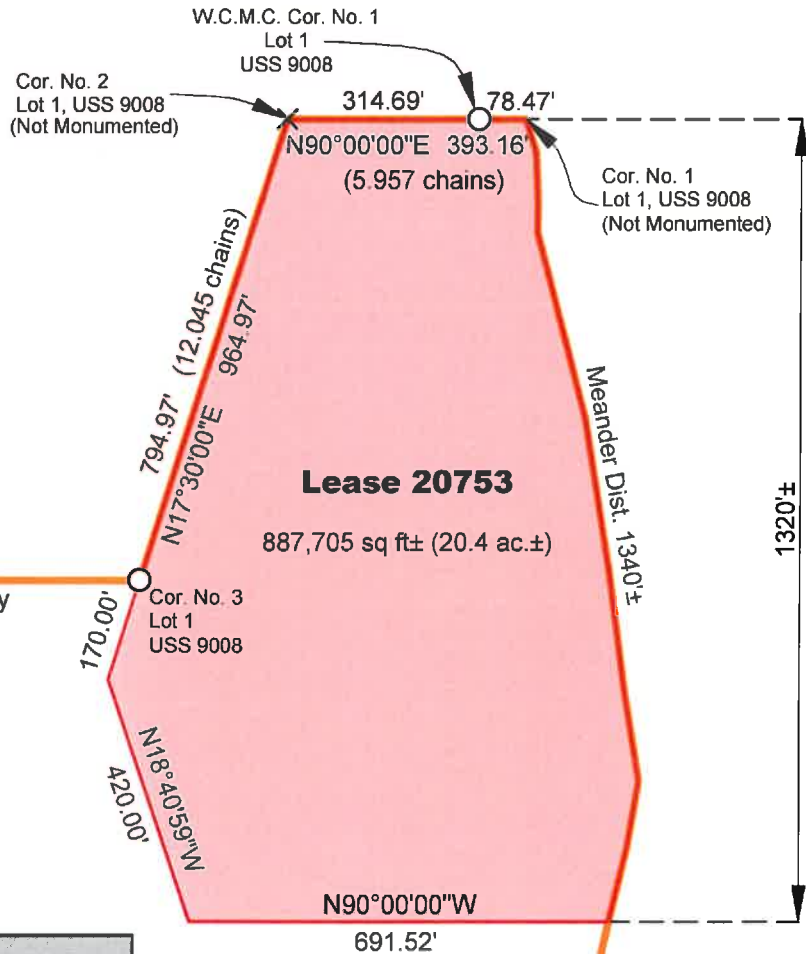 W.C.M.C. Cor. No. 1
Lot 1
USS 9008
Cor. No. 2
Lot 1, USS 9008
(Not Monumented)
314.69'
78.47'
N90°00'00"E 393.16'
(5.957 chains)
Cor. No. 1
Lot 1, USS 9008
(Not Monumented)
794.97' (12.045 chains)
N17°30'00"E 964.97'
Meander Dist. 1340'±
1320'±
Lease 20753
887,705 sq ft± (20.4 ac.±)
y
Cor. No. 3
Lot 1
USS 9008
170.00'
N18°40'59"W
420.00'
N90°00'00"W
691.52'